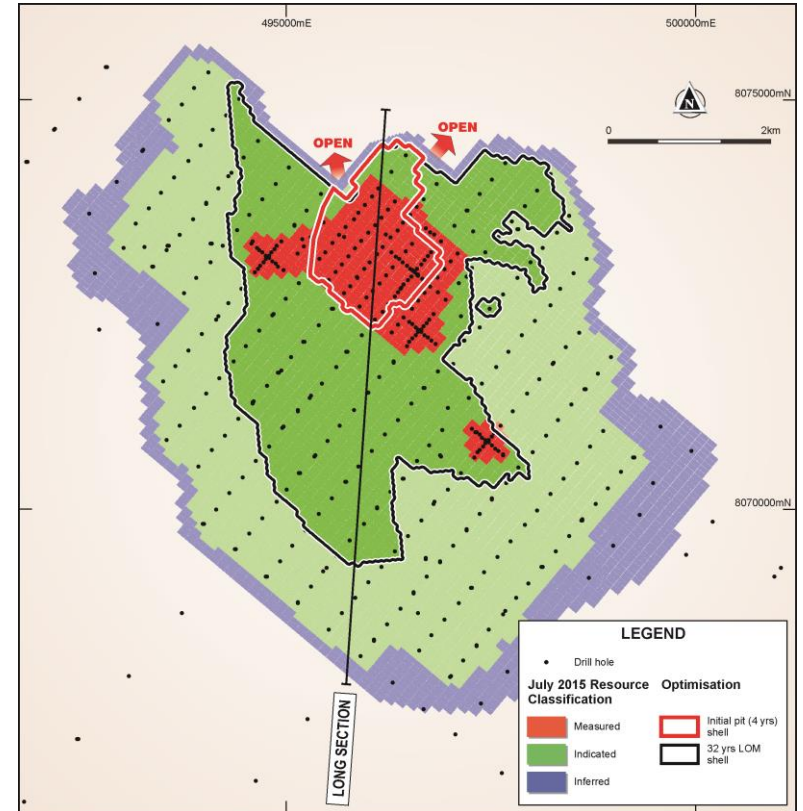 495000mE
500000mE
8075000mN
N
0
2km
OPEN
OPEN
8070000mN
LONG SECTION
LEGEND
Drill hole
July 2015 Resource
Classification
Optimisation
Measured
Indicated
Inferred
Initial pit (4 yrs)
shell
32 yrs LOM
shell